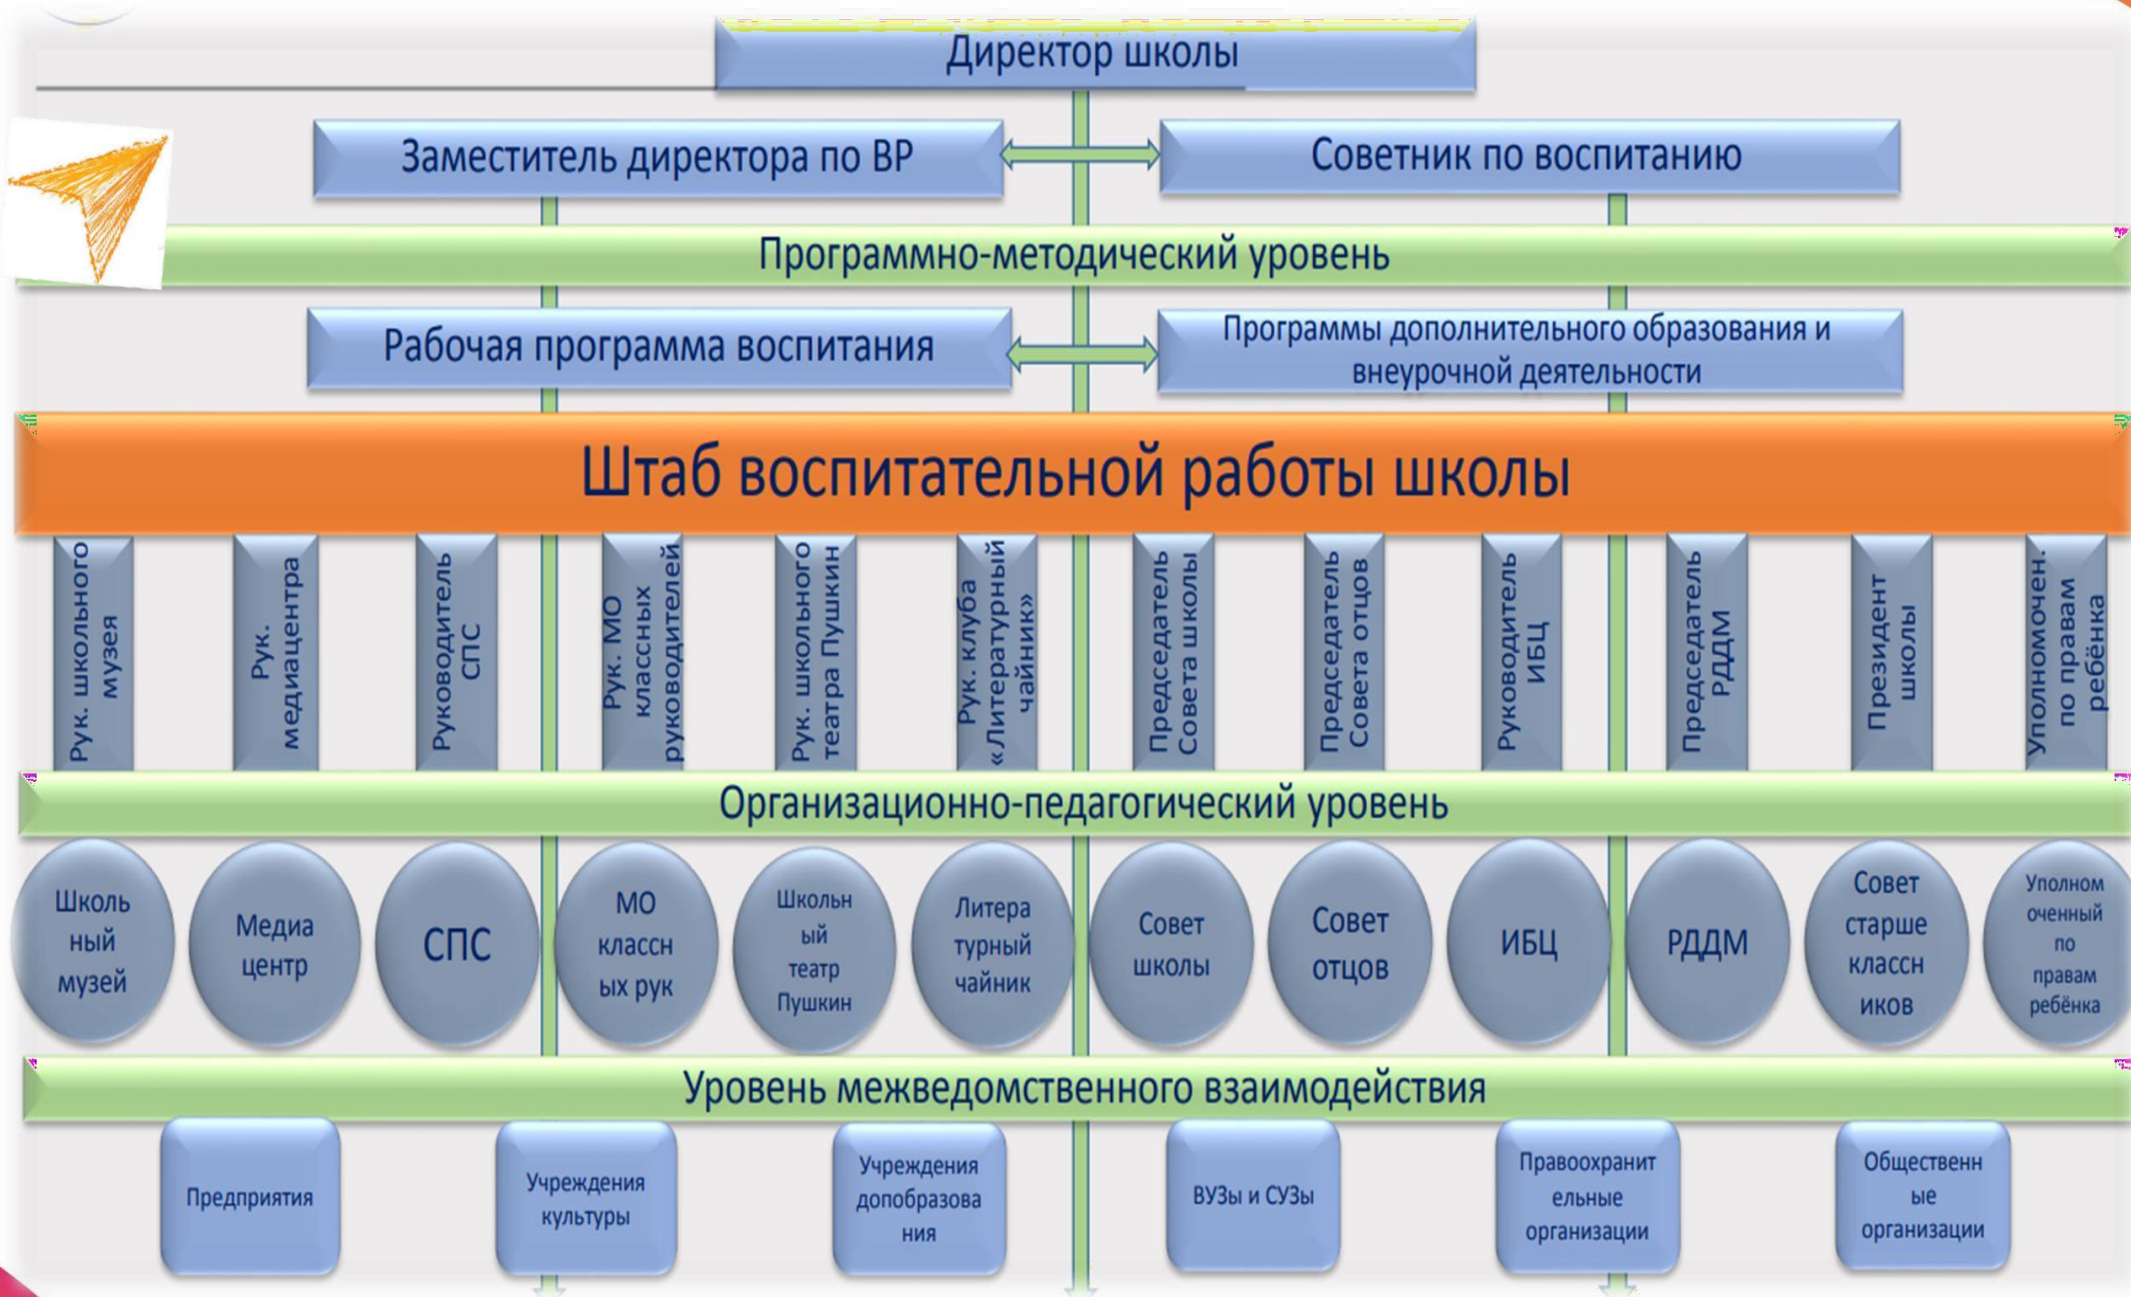 Директор школы
Заместитель директора по ВР
Советник по воспитанию
Программно-методический уровень
Рабочая программа воспитания
Программы дополнительного образования и
внеурочной деятельности
Штаб воспитательной работы школы
Рук. школьного
музея
Рук.
медиацентра
Руководитель
СПС
Рук. МО
классных
руководителей
Рук. школьного
театра Пушкин
Рук. клуба
«Литературный
чайник»
Председатель
Совета школы
Председатель
Совета отцов
Руководитель
ИБЦ
Председатель
РДДМ
Президент
школы
Уполномочен.
по правам
ребёнка
Организационно-педагогический уровень
Школь
ный
музей
Медиа
центр
СПС
МО
классн
ых рук
Школьн
ый
театр
Пушкин
Литера
турный
чайник
Совет
школы
Совет
отцов
ИБЦ
РДДМ
Совет
старше
классн
иков
Уполном
оченный
по
правам
ребёнка
Уровень межведомственного взаимодействия
Предприятия
Учреждения
культуры
Учреждения
допобразова
ния
ВУЗы и СУЗы
Правоохранит
ельные
организации
Общественн
ые
организации